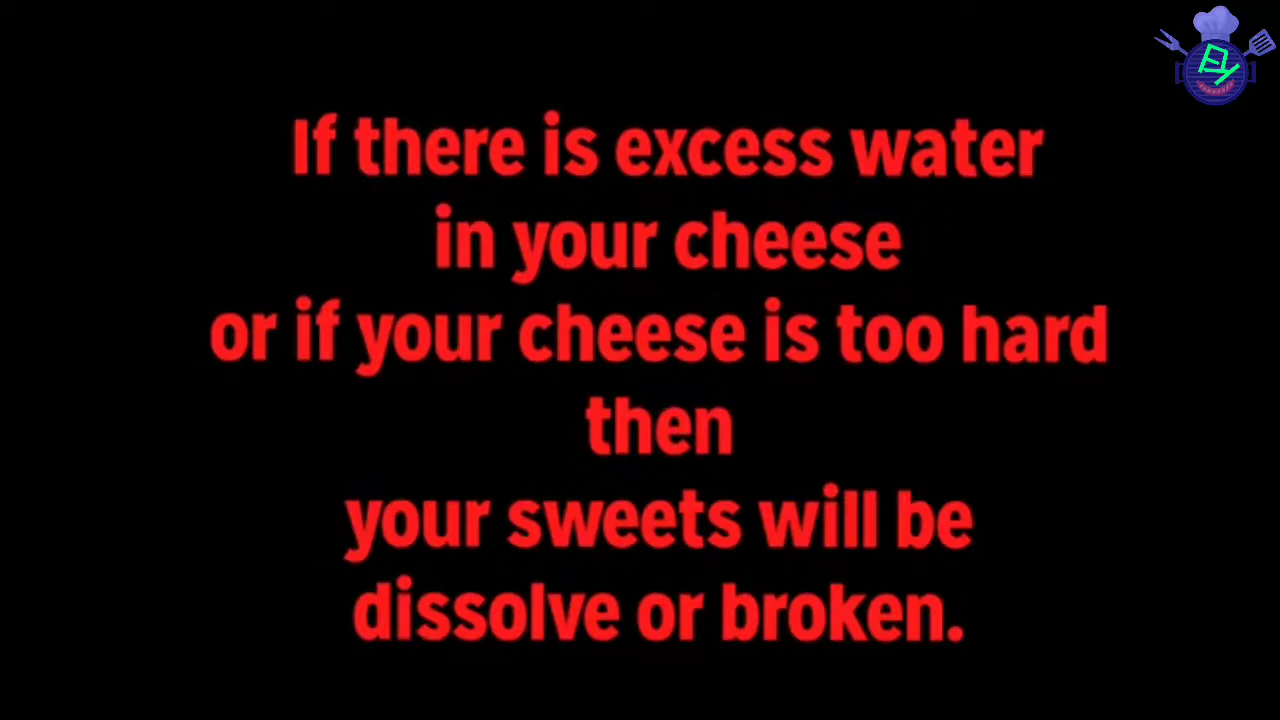 If there is excess water
in your cheese
or if your cheese is too hard
then
your sweets will be
dissolve or broken.